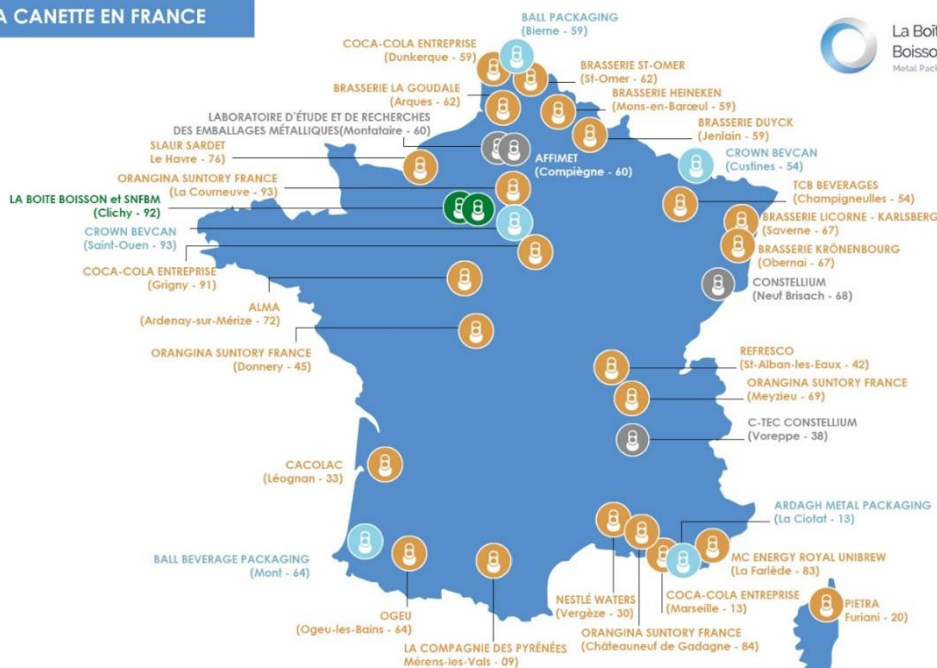 A CANETTE EN FRANCE
La Boît
Boisso
Metal Pack
BALL PACKAGING
(Bierne - 59)
COCA-COLA ENTREPRISE
(Dunkerque - 59)
BRASSERIE ST-OMER
(St-Omer - 62)
BRASSERIE LA GOUDALE
(Arques - 62)
BRASSERIE HEINEKEN
(Mons-en-Barœul - 59)
LABORATOIRE D'ÉTUDE ET DE RECHERCHES
DES EMBALLAGES MÉTALLIQUES(Montataire - 60)
BRASSERIE DUYCK
(Jenlain - 59)
SLAUR SARDET
Le Havre - 76)
AFFIMET
(Compiègne - 60)
CROWN BEVCAN
(Custines - 54)
ORANGINA SUNTORY FRANCE
(La Courneuve - 93)
TCB BEVERAGES
(Champigneulles - 54)
LA BOITE BOISSON et SNFBM
(Clichy - 92)
BRASSERIE LICORNE - KARLSBERG
(Saverne - 67)
CROWN BEVCAN
(Saint-Ouen - 93)
BRASSERIE KRÖNENBOURG
(Obernai - 67)
COCA-COLA ENTREPRISE
(Grigny - 91)
CONSTELLIUM
(Neuf Brisach - 68)
ALMA
(Ardenay-sur-Mérize - 72)
ORANGINA SUNTORY FRANCE
(Donnery - 45)
REFRESCO
(St-Alban-les-Eaux - 42)
ORANGINA SUNTORY FRANCE
(Meyzieu - 69)
C-TEC CONSTELLIUM
(Voreppe - 38)
CACOLAC
(Léognan - 33)
ARDAGH METAL PACKAGING
(La Ciotat - 13)
BALL BEVERAGE PACKAGING
(Mont - 64)
MC ENERGY ROYAL UNIBREW
(La Farlède - 83)
NESTLÉ WATERS
(Vergèze - 30)
COCA-COLA ENTREPRISE
(Marseille - 13)
PIETRA
Furiani - 20)
OGEU
(Ogeu-les-Bains - 64)
ORANGINA SUNTORY FRANCE
(Châteauneuf de Gadagne - 84)
LA COMPAGNIE DES PYRÉNÉES
Mérens-les-Vals - 09)